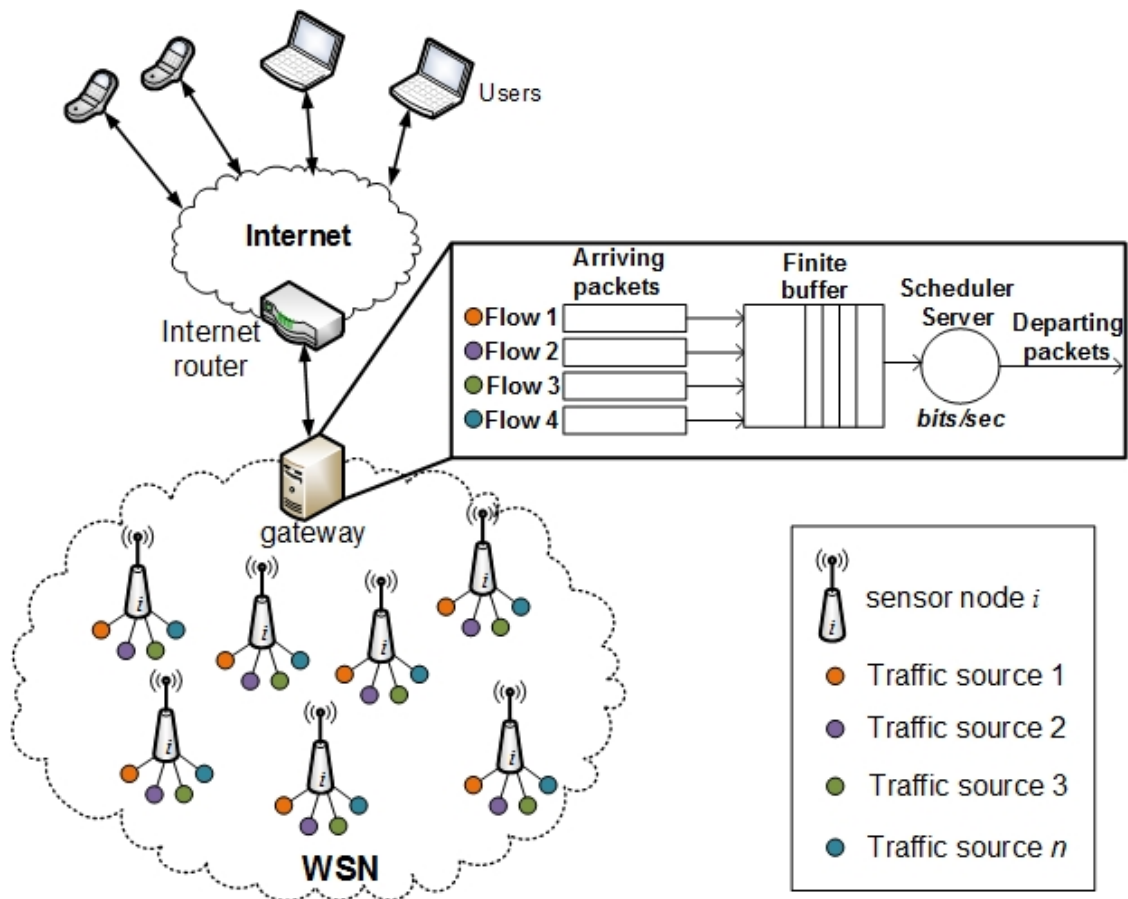 Users
Internet
Internet
router
gateway
Arriving
packets
Finite
buffer
Scheduler
Server
Departing
packets
Flow 1
Flow 2
Flow 3
Flow 4
bits/sec
i
i
i
i
i
i
i
WSN
i
sensor node i
Traffic source 1
Traffic source 2
Traffic source 3
Traffic source n